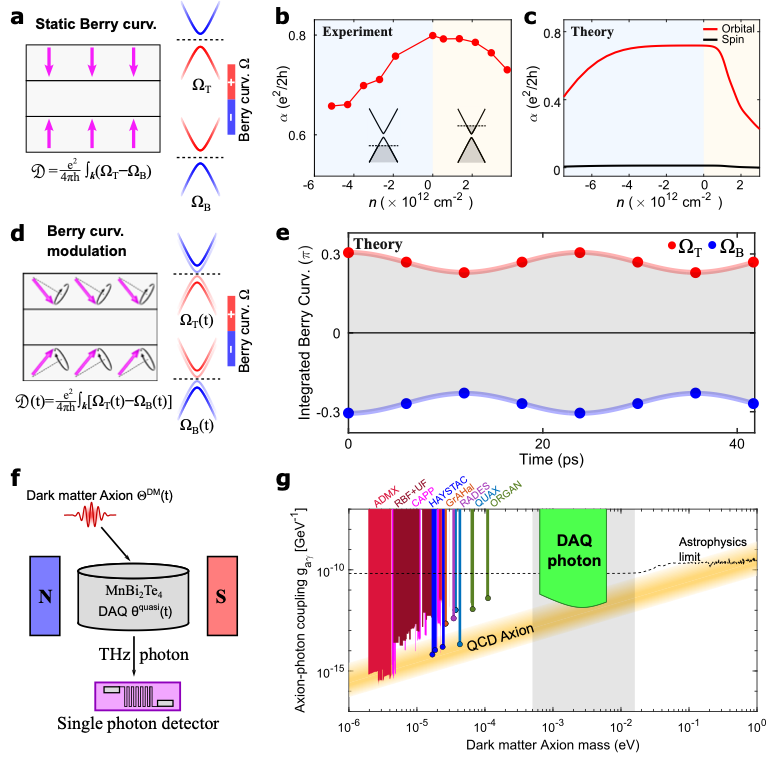 a
Static Berry curv.
Ω_T
Ω_B
+
−
Berry curv. Ω
𝒟 = e²/4πh ∫_k(Ω_T−Ω_B)
b
Experiment
α (e²/2h)
0.8
0.6
-6
-4
-2
0
2
n (× 10¹² cm⁻²)
c
Theory
Orbital
Spin
α (e²/2h)
0.8
0.4
0
-6
-4
-2
0
2
n (× 10¹² cm⁻²)
d
Berry curv.
modulation
Ω_T(t)
Ω_B(t)
+
−
Berry curv. Ω
𝒟(t)=e²/4πh ∫_k[Ω_T(t)−Ω_B(t)]
e
Theory
Ω_T
Ω_B
Integrated Berry Curv. (π)
0.3
0
-0.3
0
20
40
Time (ps)
f
Dark matter Axion Θᴰᴹ(t)
N
MnBi₂Te₄
DAQ θ^quasi(t)
S
THz photon
Single photon detector
g
ADMX
RBF+UF
CAPP
HAYSTAC
GrAHal
RADES
QUAX
ORGAN
Axion-photon coupling g_aγ [GeV⁻¹]
10⁻¹⁰
10⁻¹⁵
DAQ
photon
Astrophysics
limit
QCD Axion
10⁻⁶
10⁻⁵
10⁻⁴
10⁻³
10⁻²
10⁻¹
10⁰
Dark matter Axion mass (eV)